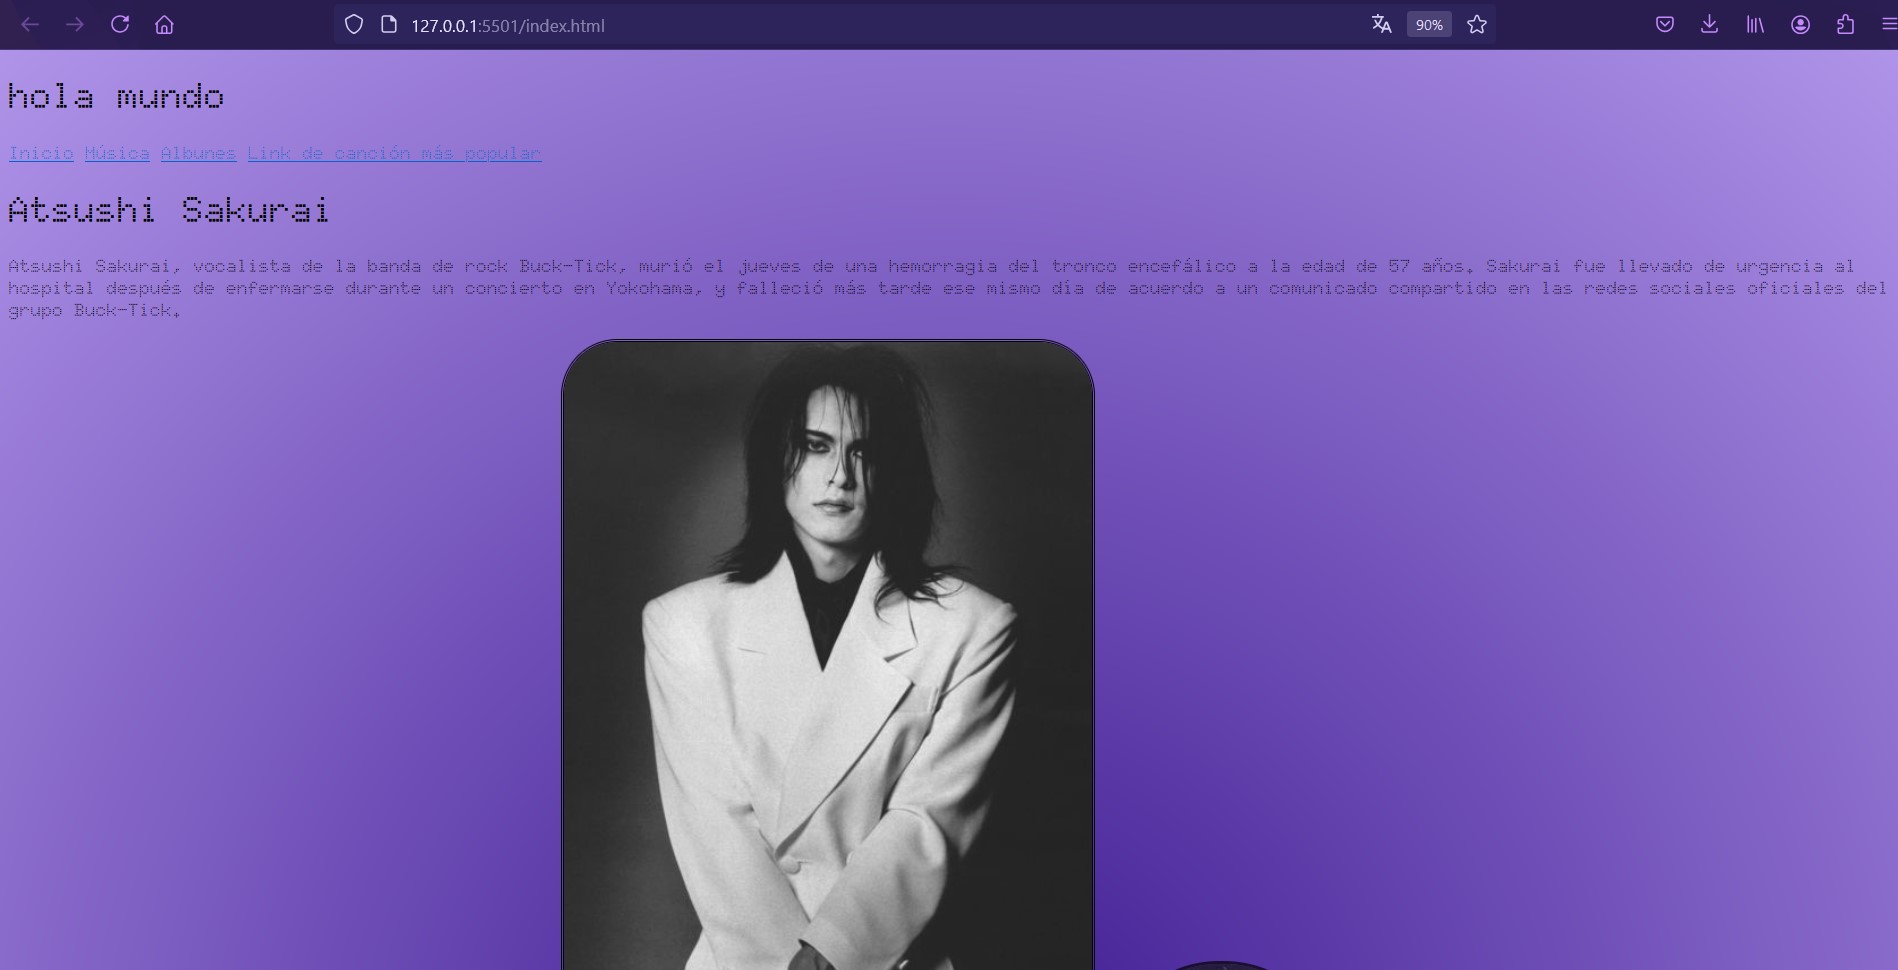 127.0.0.1:5501/index.html
90%
hola mundo
Inicio Música Albunes Link de canción más popular
Atsushi Sakurai
Atsushi Sakurai, vocalista de la banda de rock Buck-Tick, murió el jueves de una hemorragia del tronco encefálico a la edad de 57 años. Sakurai fue llevado de urgencia al
hospital después de enfermarse durante un concierto en Yokohama, y falleció más tarde ese mismo día de acuerdo a un comunicado compartido en las redes sociales oficiales del
grupo Buck-Tick.